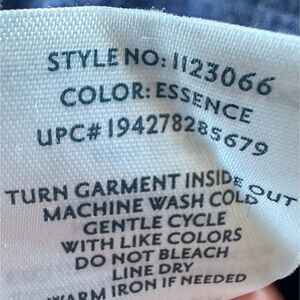 STYLE NO: 1123066
COLOR: ESSENCE
UPC# 194278285679
TURN GARMENT INSIDE OUT
MACHINE WASH COLD
GENTLE CYCLE
WITH LIKE COLORS
DO NOT BLEACH
LINE DRY
WARM IRON IF NEEDED